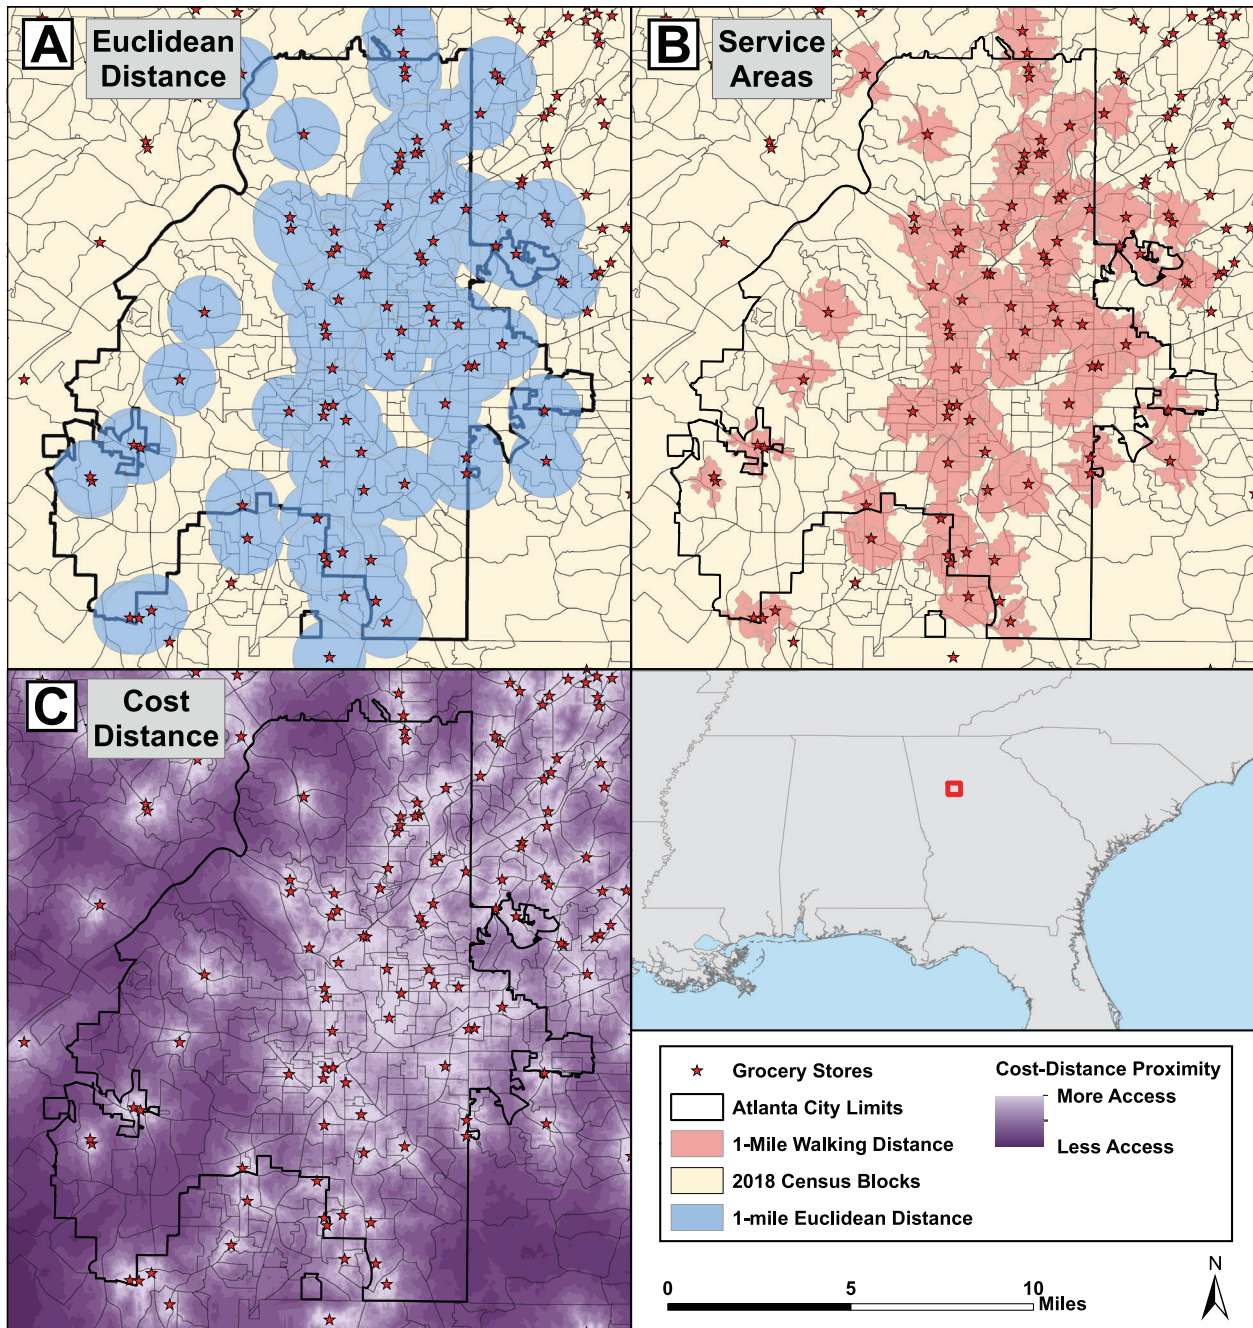 A
Euclidean
Distance
B
Service
Areas
C
Cost
Distance
Grocery Stores
Atlanta City Limits
1-Mile Walking Distance
2018 Census Blocks
1-mile Euclidean Distance
Cost-Distance Proximity
More Access
Less Access
0
5
10
Miles
N